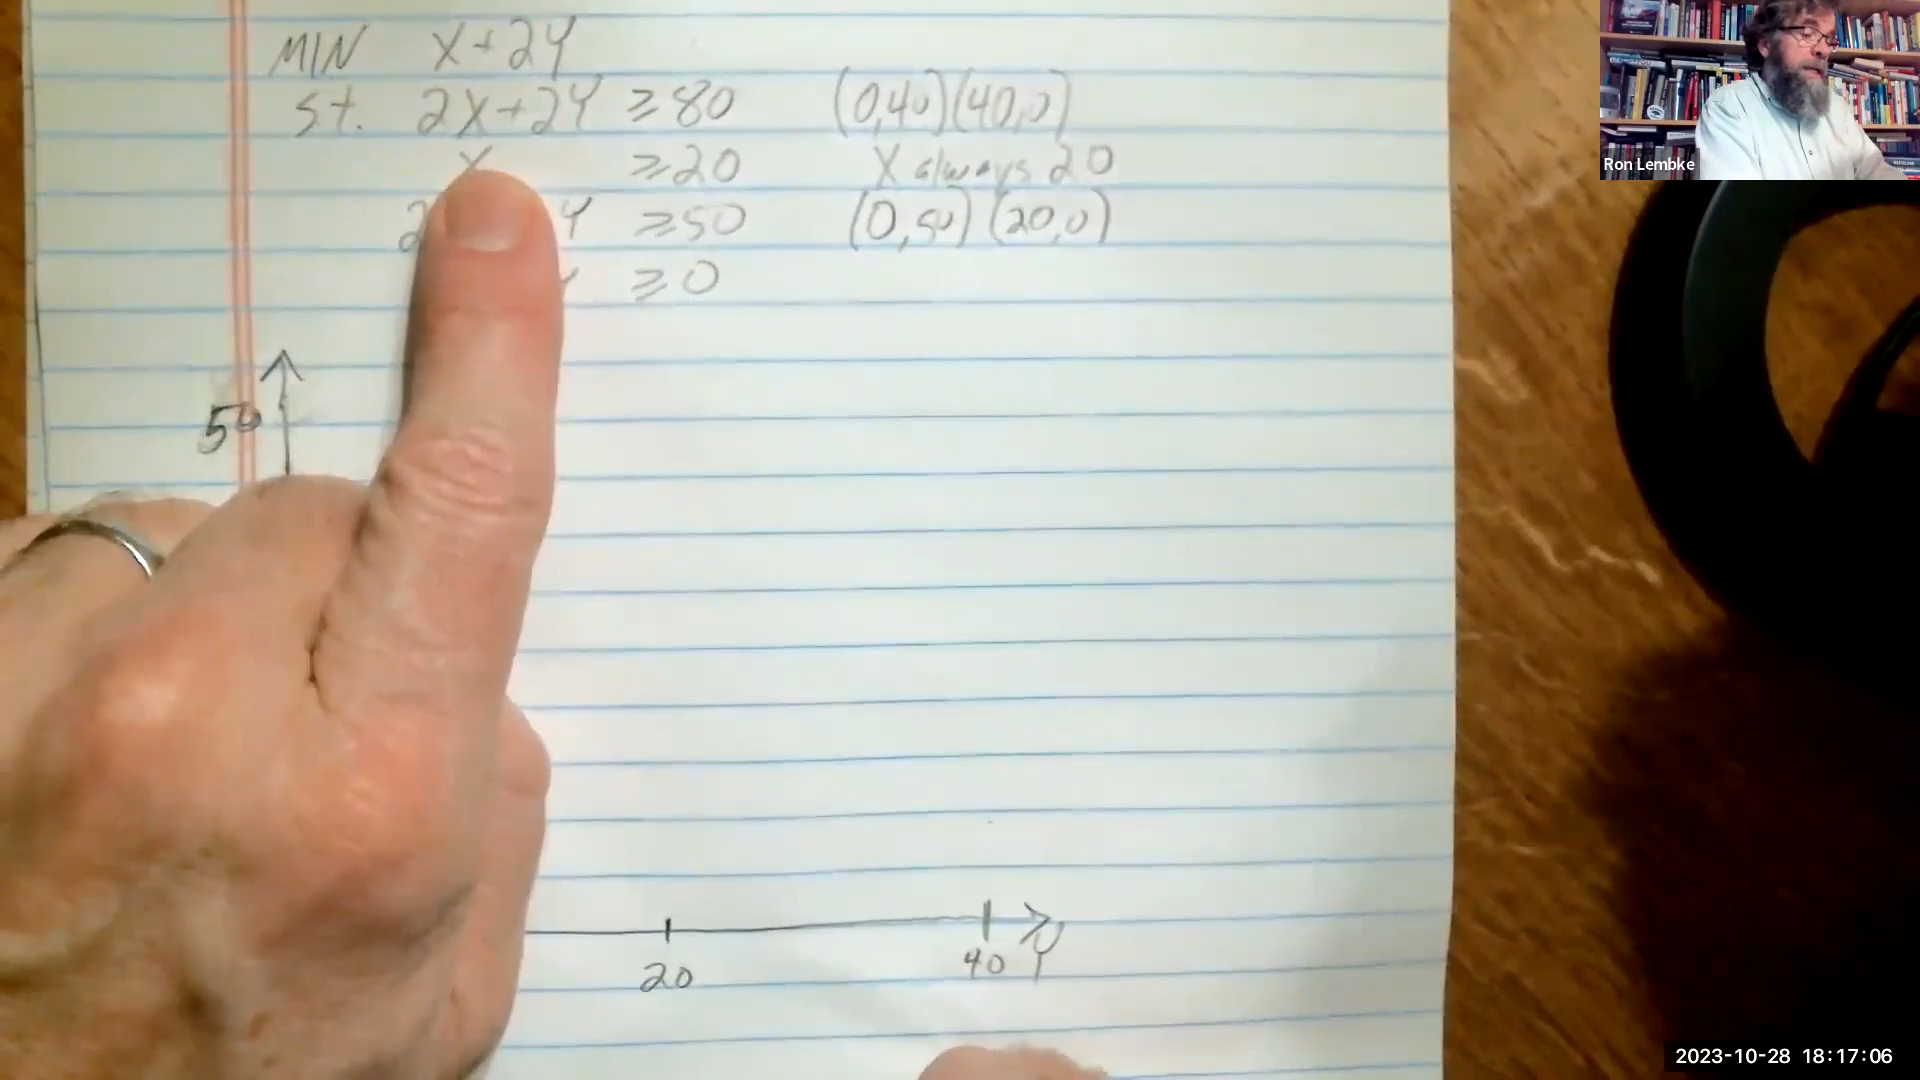 MIN X+2Y
st. 2X+2Y ≥80 (0,40)(40,0)
X ≥20 X always 20
2 Y ≥50 (0,50) (20,0)
≥0
50
20
40 Y
Ron Lembke
2023-10-28 18:17:06